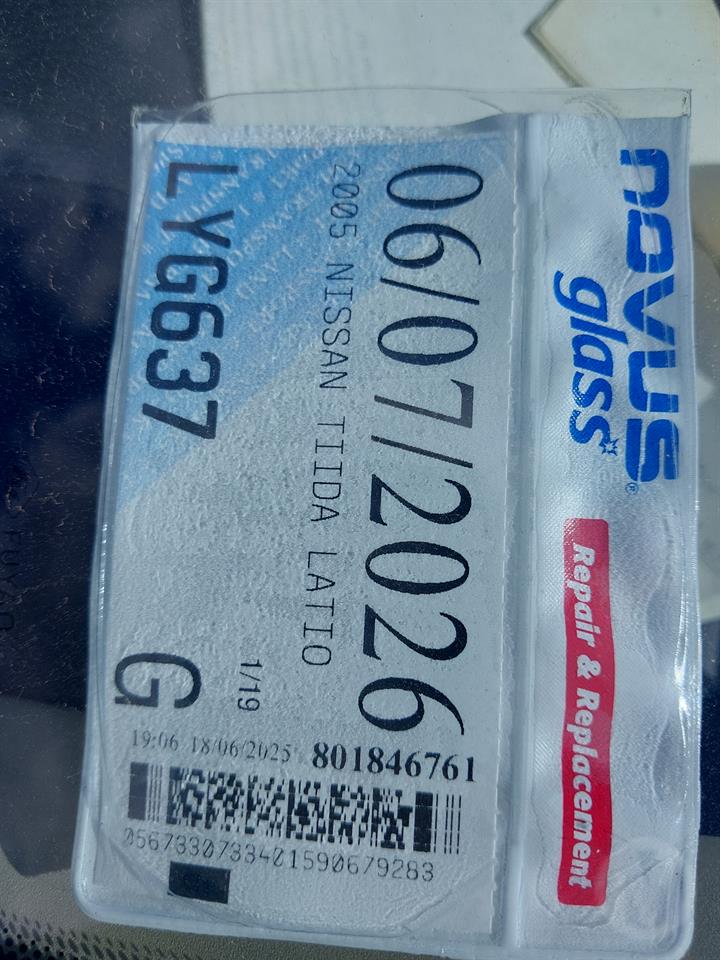 novus®
glass
Repair & Replacement
06/07/2026
2005 NISSAN TIIDA LATIO
LYG637
1/19
G
801846761
19:06 18/06/2025
0567330733401590679283